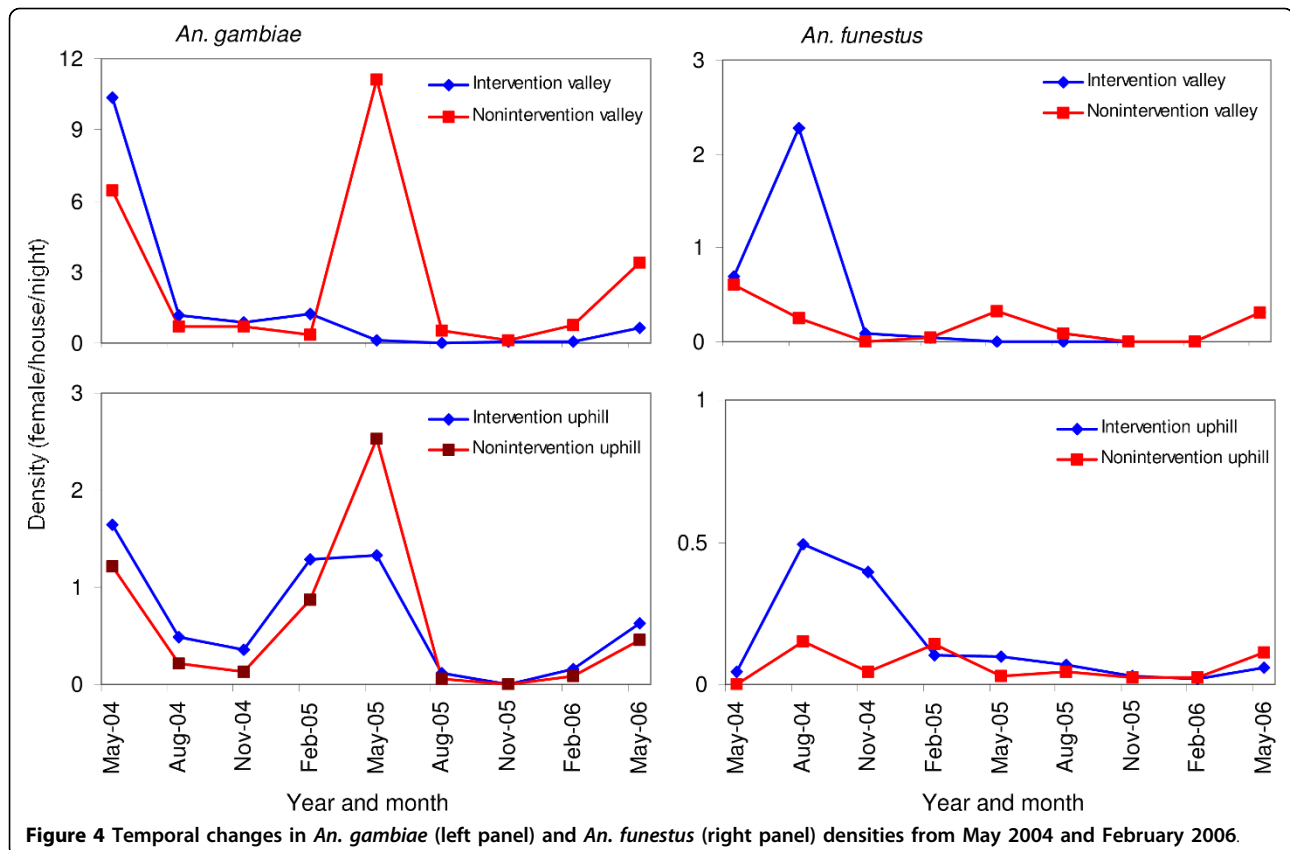 An. gambiae
An. funestus
12
9
6
3
0
Intervention valley
Nonintervention valley
3
2
1
0
Intervention valley
Nonintervention valley
Density (female/house/night)
3
2
1
0
Intervention uphill
Nonintervention uphill
1
0.5
0
Intervention uphill
Nonintervention uphill
May-04
Aug-04
Nov-04
Feb-05
May-05
Aug-05
Nov-05
Feb-06
May-06
May-04
Aug-04
Nov-04
Feb-05
May-05
Aug-05
Nov-05
Feb-06
May-06
Year and month
Year and month
Figure 4 Temporal changes in An. gambiae (left panel) and An. funestus (right panel) densities from May 2004 and February 2006.